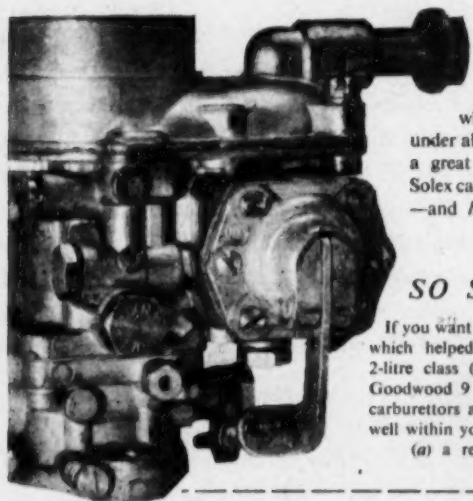 wh
under a
a great
Solex ca
—and
SO S
If you want
which helped
2-litre class (
Goodwood 9
carburettors a
well within yo
(a) a re